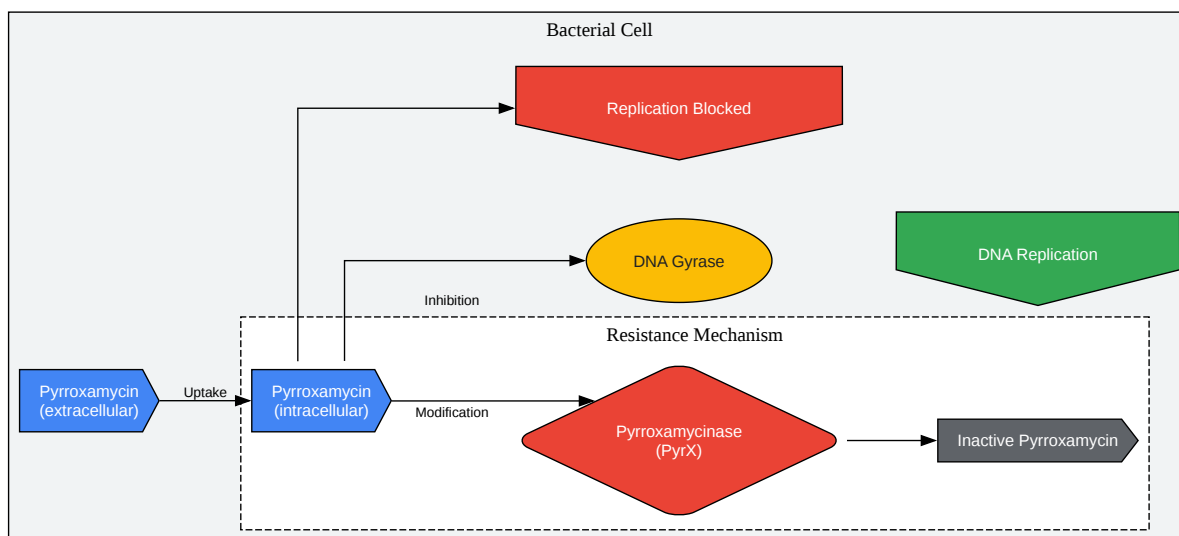 Bacterial Cell
Replication Blocked
DNA Gyrase
DNA Replication
Inhibition
Resistance Mechanism
Pyrroxamycin
(extracellular)
Uptake
Pyrroxamycin
(intracellular)
Modification
Pyrroxamycinase
(PyrX)
Inactive Pyrroxamycin